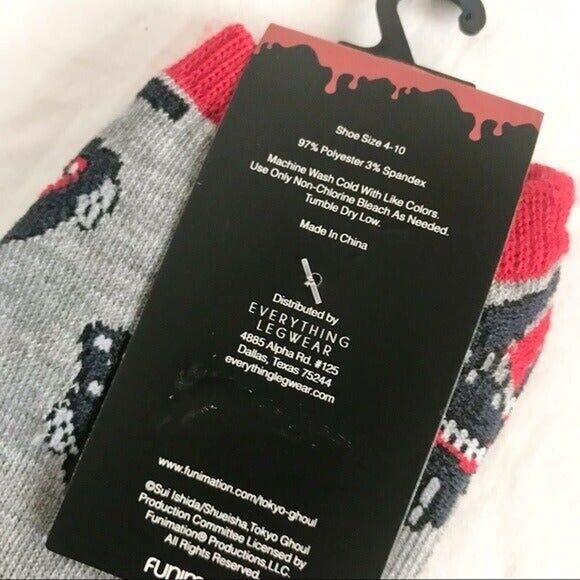 Shoe Size 4-10
97% Polyester 3% Spandex
Machine Wash Cold With Like Colors.
Use Only Non-Chlorine Bleach As Needed.
Tumble Dry Low.
Made In China
Distributed by
EVERYTHING
LEGWEAR
4885 Alpha Rd. #125
Dallas, Texas 75244
everythinglegwear.com
www.funimation.com/tokyo-ghoul
©Sui Ishida/Shueisha,Tokyo Ghoul
Production Committee Licensed by
Funimation® Productions,LLC.
All Rights Reserved.